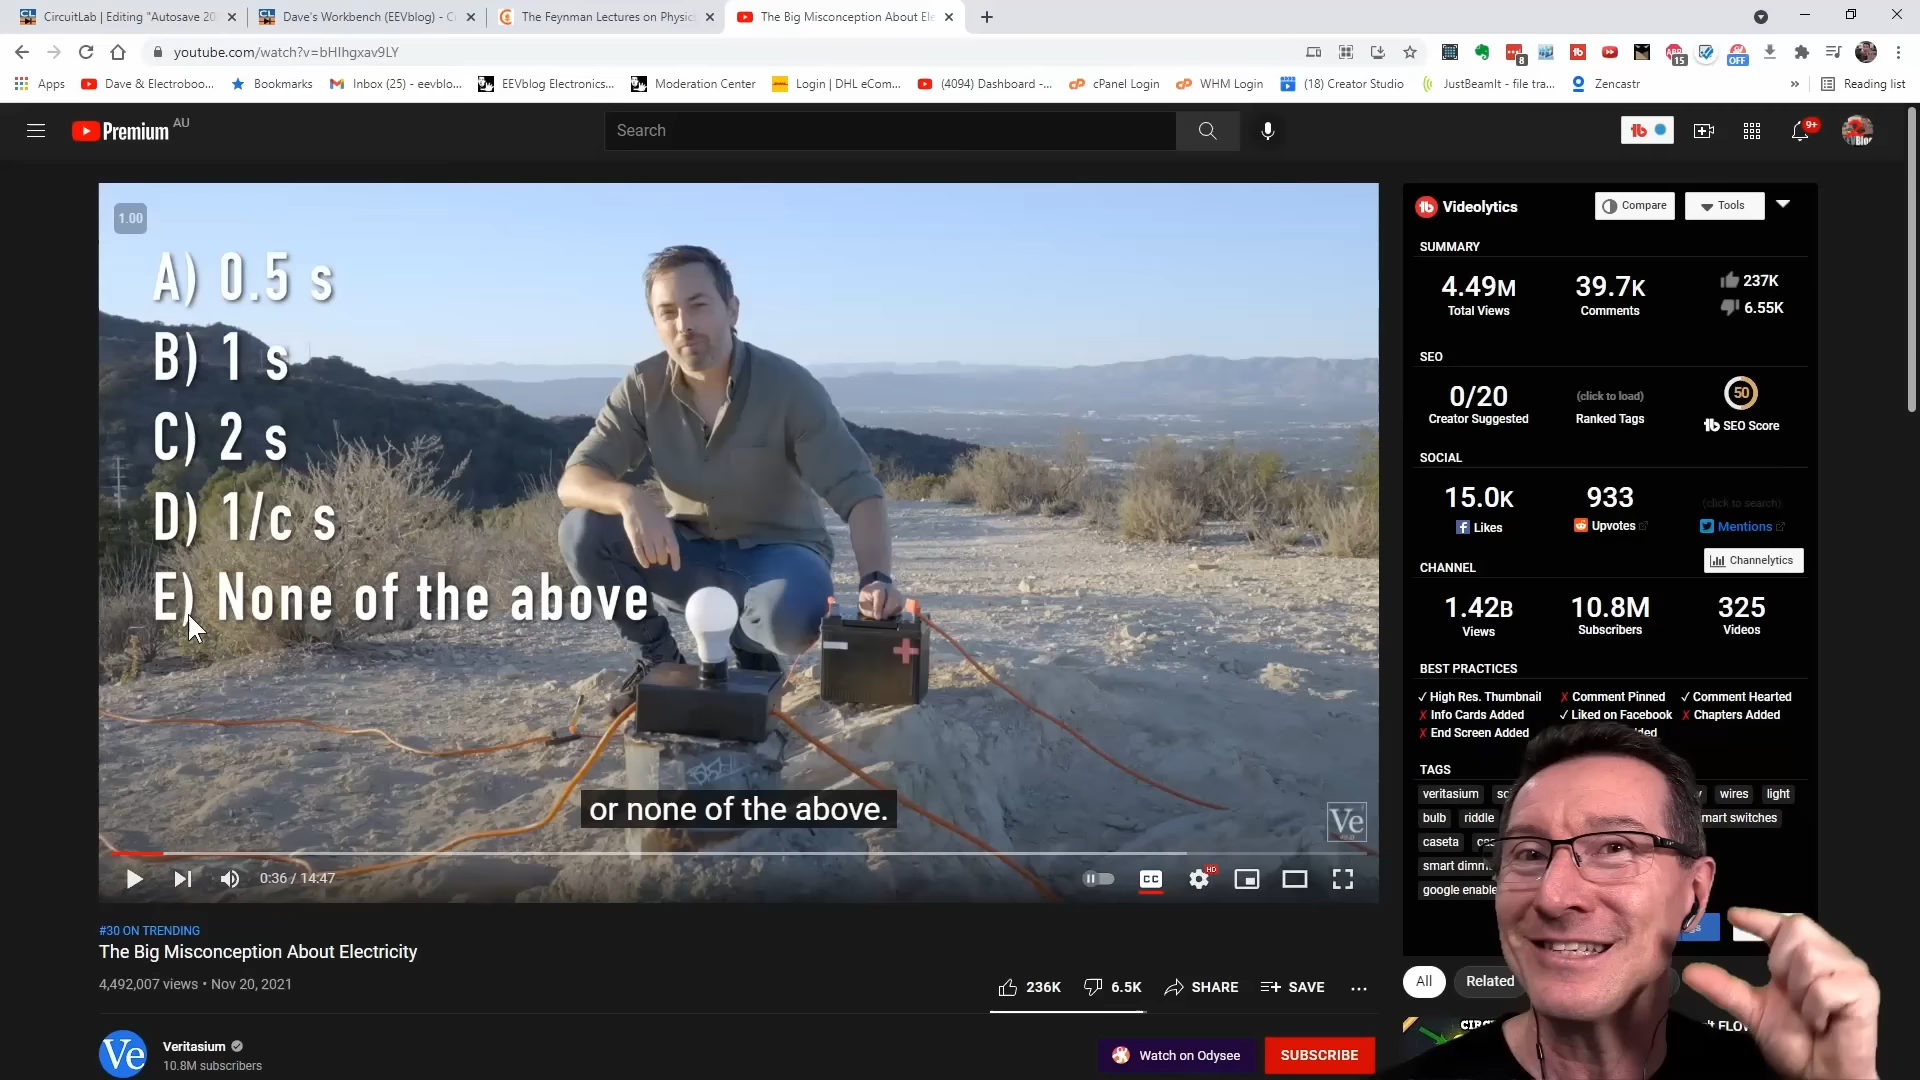 CircuitLab | Editing "Autosave 20
Dave's Workbench (EEVblog) - C
The Feynman Lectures on Physic
The Big Misconception About Ele
youtube.com/watch?v=bHIhgxav9LY
8
15
OFF
Apps
Dave & Electroboo...
Bookmarks
Inbox (25) - eevblo...
EEVblog Electronics...
Moderation Center
Login | DHL eCom...
(4094) Dashboard -...
cPanel Login
WHM Login
(18) Creator Studio
JustBeamIt - file tra...
Zencastr
»
Reading list
Premium AU
Search
9+
1.00
A) 0.5 s
B) 1 s
C) 2 s
D) 1/c s
E) None of the above
or none of the above.
Ve
0:36 / 14:47
CC
HD
#30 ON TRENDING
The Big Misconception About Electricity
4,492,007 views • Nov 20, 2021
236K
6.5K
SHARE
SAVE
...
Ve
Veritasium
10.8M subscribers
Watch on Odysee
SUBSCRIBE
Videolytics
Compare
Tools
SUMMARY
4.49M
Total Views
39.7K
Comments
237K
6.55K
SEO
0/20
Creator Suggested
(click to load)
Ranked Tags
50
SEO Score
SOCIAL
15.0K
Likes
933
Upvotes
(click to search)
Mentions
Channelytics
CHANNEL
1.42B
Views
10.8M
Subscribers
325
Videos
BEST PRACTICES
✓ High Res. Thumbnail
✗ Comment Pinned
✓ Comment Hearted
✗ Info Cards Added
✓ Liked on Facebook
✗ Chapters Added
✗ End Screen Added
TAGS
veritasium
wires
light
bulb
riddle
mart switches
caseta
smart dimm
google enable
All
Related